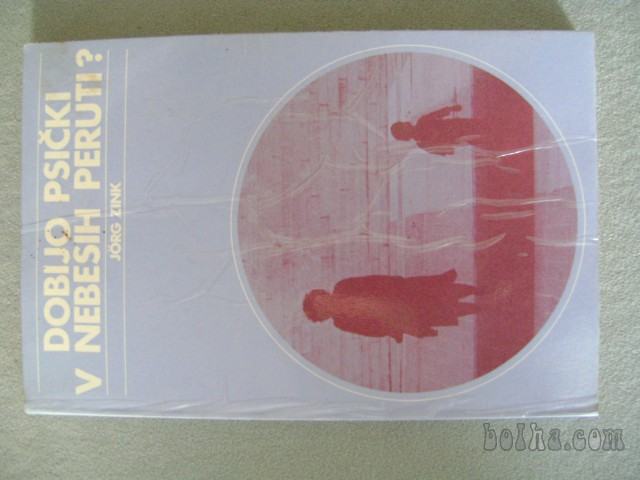 DOBIJO PSIČKI
V NEBESIH PERUTI?
JÖRG ZINK
bolha.com